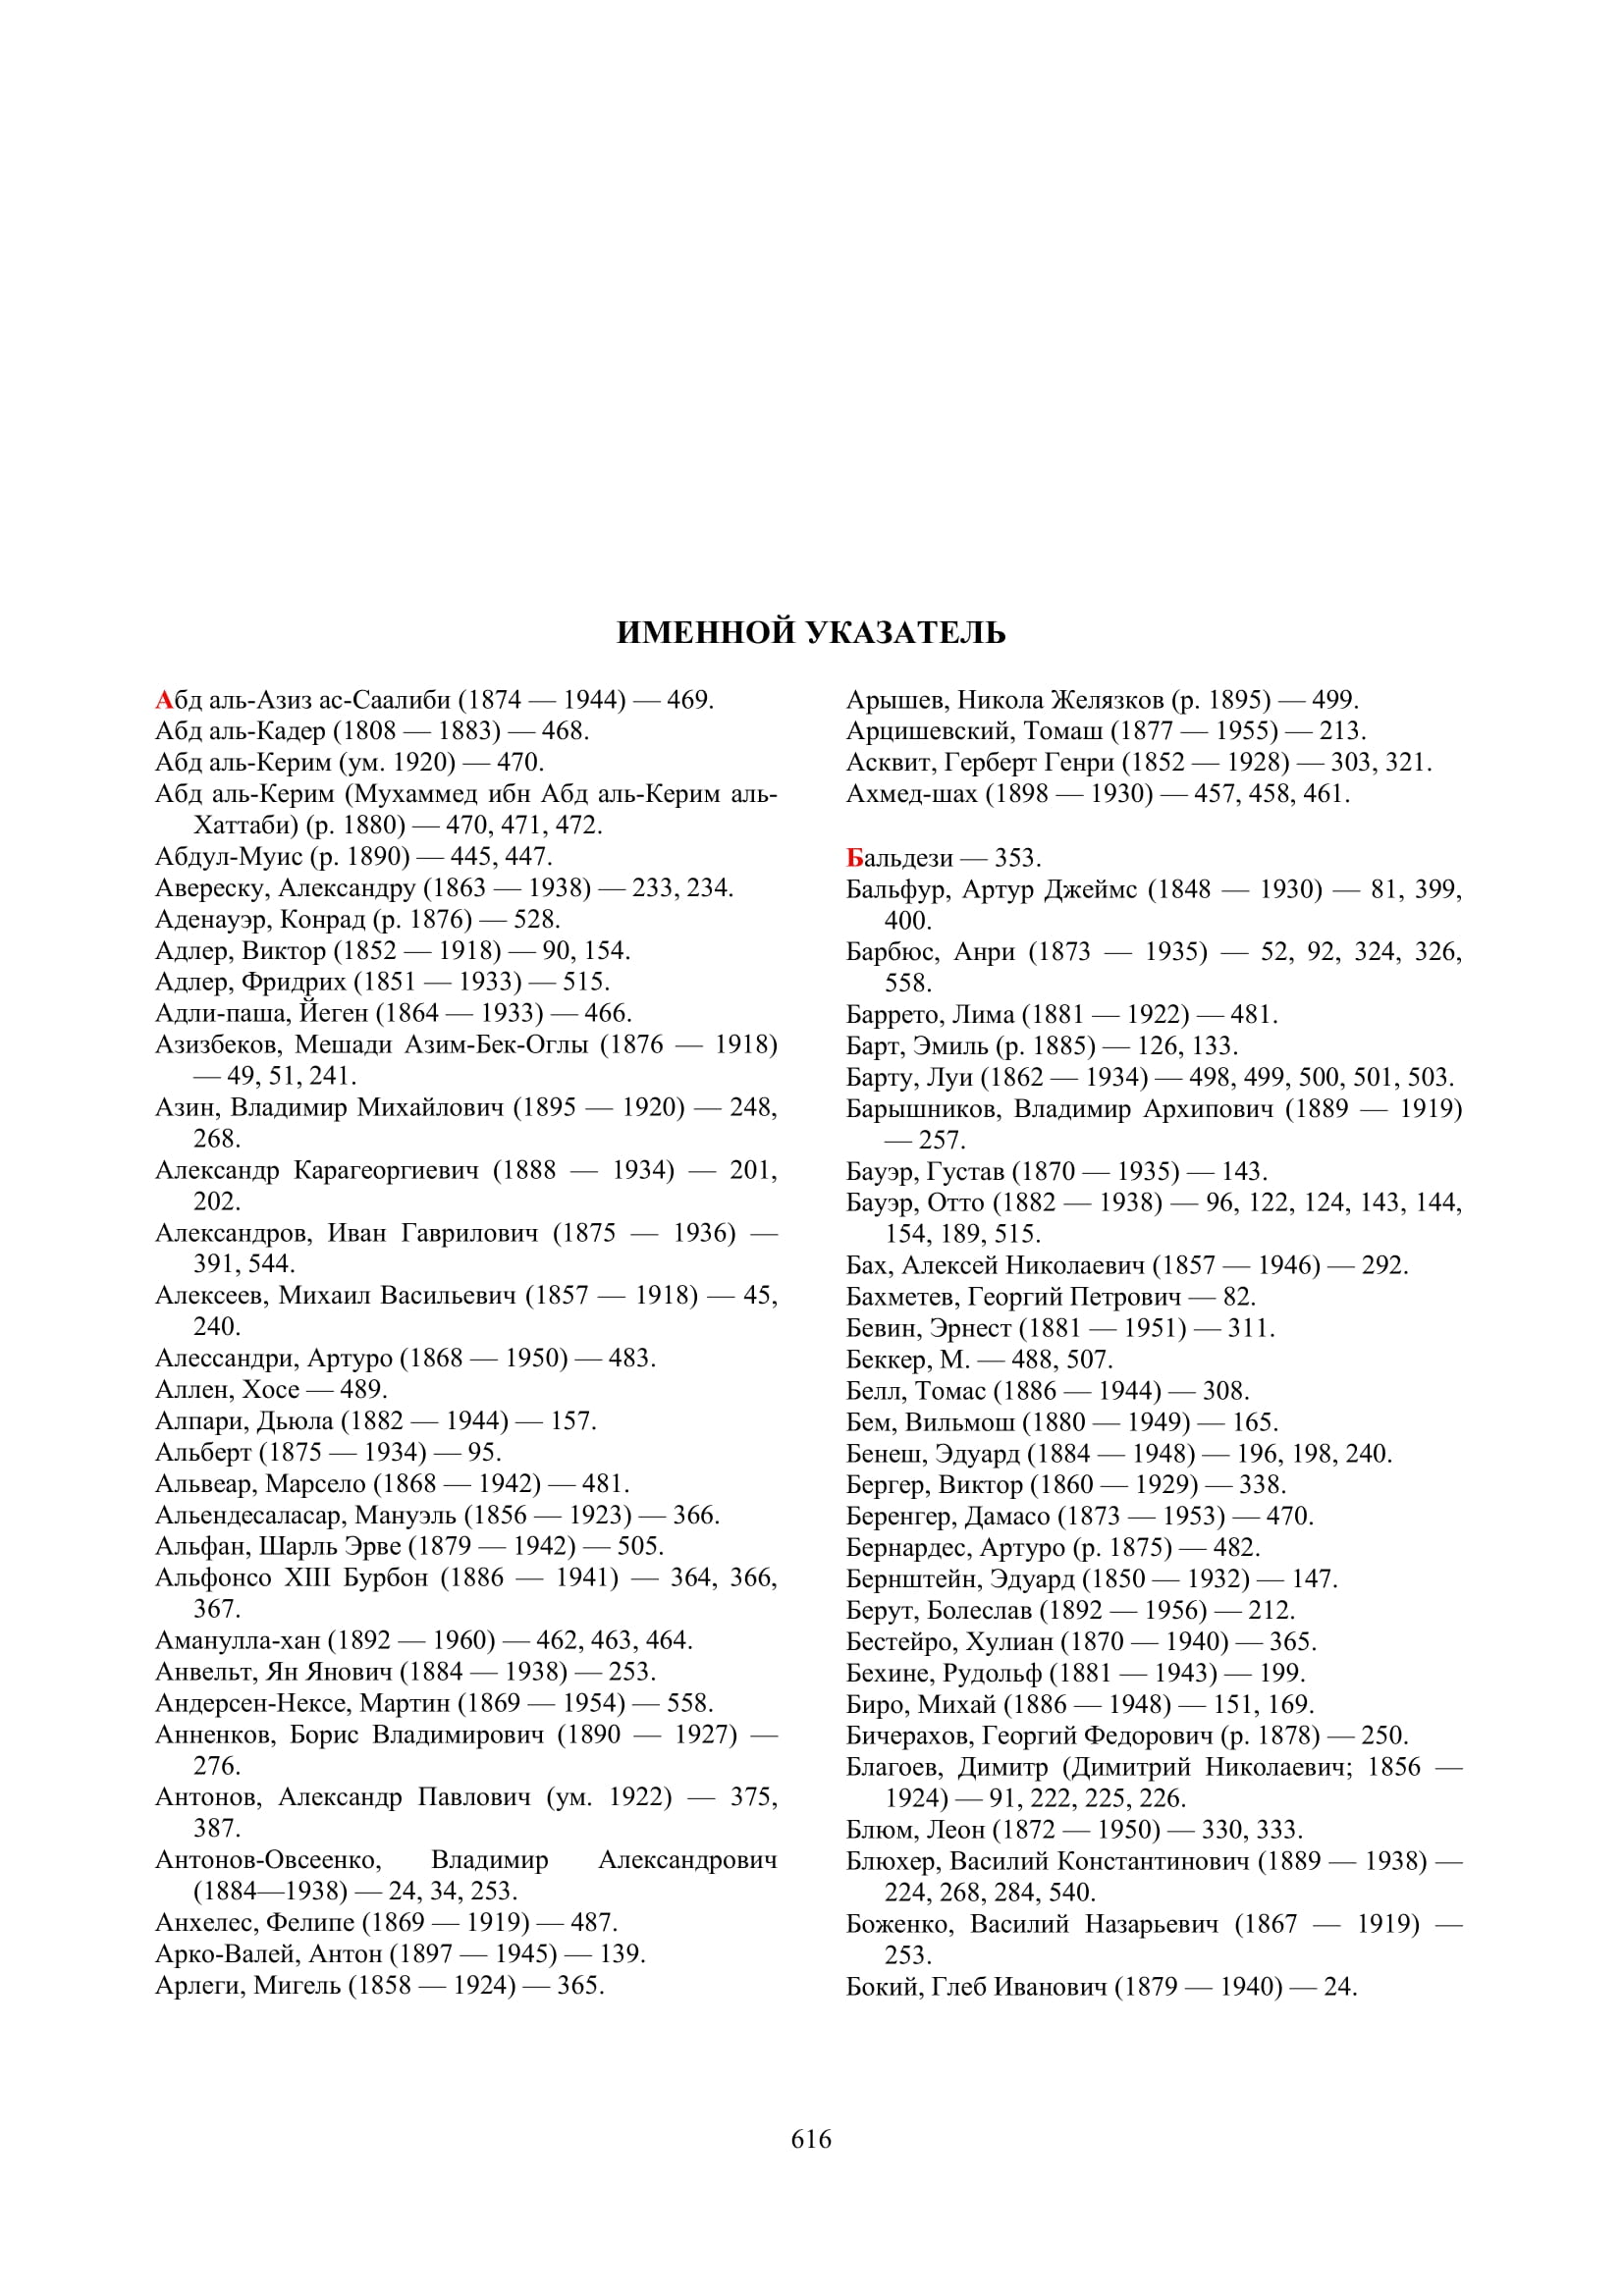 ИМЕННОЙ УКАЗАТЕЛЬ
Абд аль-Азиз ас-Саалиби (1874 — 1944) — 469.
Абд аль-Кадер (1808 — 1883) — 468.
Абд аль-Керим (ум. 1920) — 470.
Абд аль-Керим (Мухаммед ибн Абд аль-Керим аль-
Хаттаби) (р. 1880) — 470, 471, 472.
Абдул-Муис (р. 1890) — 445, 447.
Авереску, Александру (1863 — 1938) — 233, 234.
Аденауэр, Конрад (р. 1876) — 528.
Адлер, Виктор (1852 — 1918) — 90, 154.
Адлер, Фридрих (1851 — 1933) — 515.
Адли-паша, Йеген (1864 — 1933) — 466.
Азизбеков, Мешади Азим-Бек-Оглы (1876 — 1918)
— 49, 51, 241.
Азин, Владимир Михайлович (1895 — 1920) — 248,
268.
Александр Карагеоргиевич (1888 — 1934) — 201,
202.
Александров, Иван Гаврилович (1875 — 1936) —
391, 544.
Алексеев, Михаил Васильевич (1857 — 1918) — 45,
240.
Алессандри, Артуро (1868 — 1950) — 483.
Аллен, Хосе — 489.
Алпари, Дьюла (1882 — 1944) — 157.
Альберт (1875 — 1934) — 95.
Альвеар, Марсело (1868 — 1942) — 481.
Альендесаласар, Мануэль (1856 — 1923) — 366.
Альфан, Шарль Эрве (1879 — 1942) — 505.
Альфонсо XIII Бурбон (1886 — 1941) — 364, 366,
367.
Аманулла-хан (1892 — 1960) — 462, 463, 464.
Анвельт, Ян Янович (1884 — 1938) — 253.
Андерсен-Нексе, Мартин (1869 — 1954) — 558.
Анненков, Борис Владимирович (1890 — 1927) —
276.
Антонов, Александр Павлович (ум. 1922) — 375,
387.
Антонов-Овсеенко, Владимир Александрович
(1884—1938) — 24, 34, 253.
Анхелес, Фелипе (1869 — 1919) — 487.
Арко-Валей, Антон (1897 — 1945) — 139.
Арлеги, Мигель (1858 — 1924) — 365.
Арышев, Никола Желязков (р. 1895) — 499.
Арцишевский, Томаш (1877 — 1955) — 213.
Асквит, Герберт Генри (1852 — 1928) — 303, 321.
Ахмед-шах (1898 — 1930) — 457, 458, 461.
Бальдези — 353.
Бальфур, Артур Джеймс (1848 — 1930) — 81, 399,
400.
Барбюс, Анри (1873 — 1935) — 52, 92, 324, 326,
558.
Баррето, Лима (1881 — 1922) — 481.
Барт, Эмиль (р. 1885) — 126, 133.
Барту, Луи (1862 — 1934) — 498, 499, 500, 501, 503.
Барышников, Владимир Архипович (1889 — 1919)
— 257.
Бауэр, Густав (1870 — 1935) — 143.
Бауэр, Отто (1882 — 1938) — 96, 122, 124, 143, 144,
154, 189, 515.
Бах, Алексей Николаевич (1857 — 1946) — 292.
Бахметев, Георгий Петрович — 82.
Бевин, Эрнест (1881 — 1951) — 311.
Беккер, М. — 488, 507.
Белл, Томас (1886 — 1944) — 308.
Бем, Вильмош (1880 — 1949) — 165.
Бенеш, Эдуард (1884 — 1948) — 196, 198, 240.
Бергер, Виктор (1860 — 1929) — 338.
Беренгер, Дамасо (1873 — 1953) — 470.
Бернардес, Артуро (р. 1875) — 482.
Бернштейн, Эдуард (1850 — 1932) — 147.
Берут, Болеслав (1892 — 1956) — 212.
Бестейро, Хулиан (1870 — 1940) — 365.
Бехине, Рудольф (1881 — 1943) — 199.
Биро, Михай (1886 — 1948) — 151, 169.
Бичерахов, Георгий Федорович (р. 1878) — 250.
Благоев, Димитр (Димитрий Николаевич; 1856 —
1924) — 91, 222, 225, 226.
Блюм, Леон (1872 — 1950) — 330, 333.
Блюхер, Василий Константинович (1889 — 1938) —
224, 268, 284, 540.
Боженко, Василий Назарьевич (1867 — 1919) —
253.
Бокий, Глеб Иванович (1879 — 1940) — 24.
616